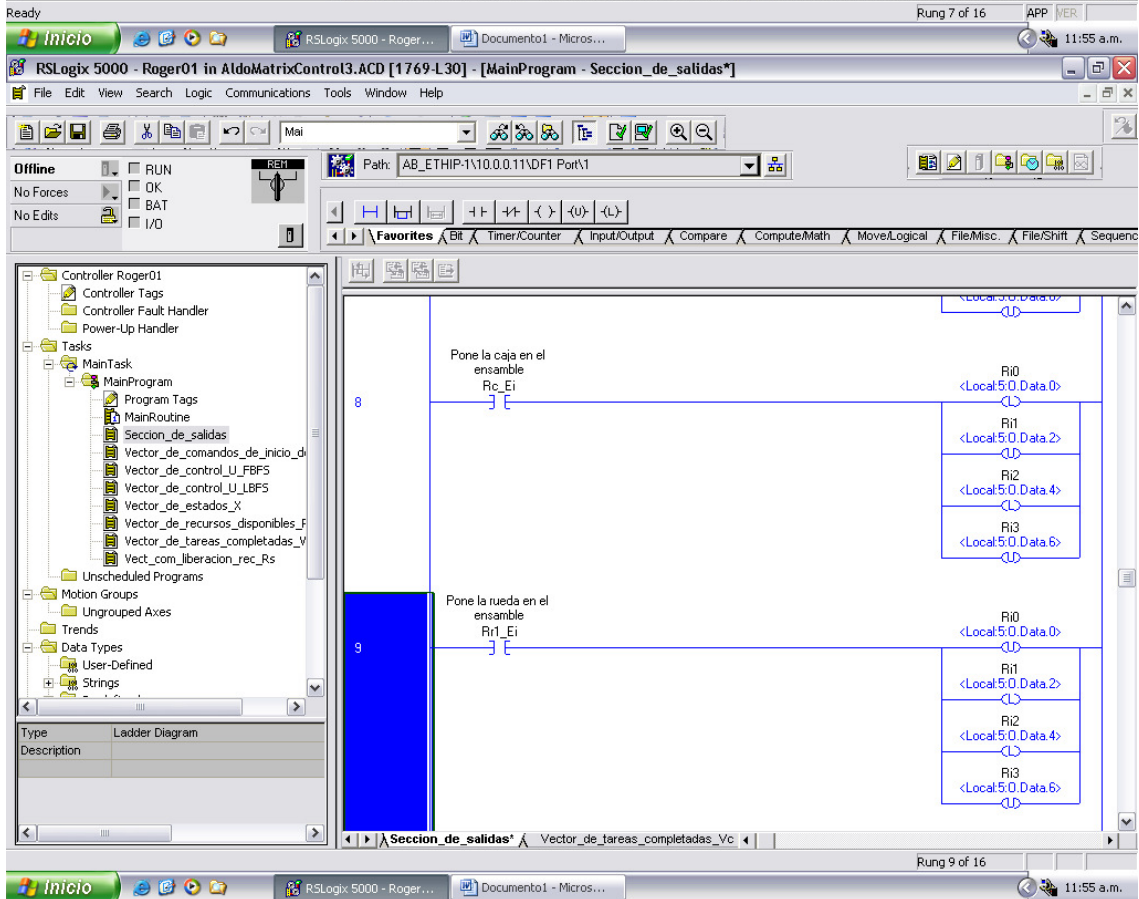 Ready
Rung 7 of 16
APP VER
Inicio
RSLogix 5000 - Roger...
Documento1 - Micros...
11:55 a.m.
RSLogix 5000 - Roger01 in AldoMatrixControl3.ACD [1769-L30] - [MainProgram - Seccion_de_salidas*]
File Edit View Search Logic Communications Tools Window Help
Mai
Offline
RUN
REM
Path: AB_ETHIP-1\10.0.0.11\DF1 Port\1
No Forces
OK
BAT
No Edits
I/O
Favorites Bit Timer/Counter Input/Output Compare Compute/Math Move/Logical File/Misc. File/Shift Sequenc
Controller Roger01
Controller Tags
Controller Fault Handler
Power-Up Handler
Tasks
MainTask
MainProgram
Program Tags
MainRoutine
Seccion_de_salidas
Vector_de_comandos_de_inicio_d
Vector_de_control_U_FBFS
Vector_de_control_U_LBFS
Vector_de_estados_X
Vector_de_recursos_disponibles_F
Vector_de_tareas_completadas_V
Vect_com_liberacion_rec_Rs
Unscheduled Programs
Motion Groups
Ungrouped Axes
Trends
Data Types
User-Defined
Strings
Type Ladder Diagram
Description
U
Pone la caja en el
ensamble
Rc_Ei
8
Ri0
<Local:5:O.Data.0>
L
Ri1
<Local:5:O.Data.2>
U
Ri2
<Local:5:O.Data.4>
L
Ri3
<Local:5:O.Data.6>
U
Pone la rueda en el
ensamble
Rr1_Ei
9
Ri0
<Local:5:O.Data.0>
U
Ri1
<Local:5:O.Data.2>
L
Ri2
<Local:5:O.Data.4>
L
Ri3
<Local:5:O.Data.6>
U
Seccion_de_salidas* Vector_de_tareas_completadas_Vc
Rung 9 of 16
Inicio
RSLogix 5000 - Roger...
Documento1 - Micros...
11:55 a.m.